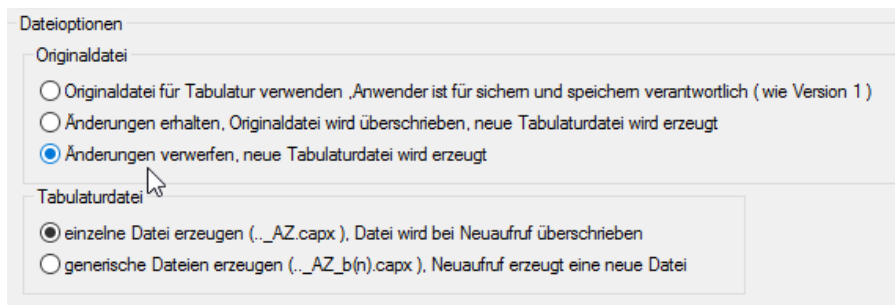 Dateioptionen
Originaldatei
Originaldatei für Tabulatur verwenden ,Anwender ist für sichern und speichern verantwortlich ( wie Version 1 )
Änderungen erhalten, Originaldatei wird überschrieben, neue Tabulaturdatei wird erzeugt
Änderungen verwerfen, neue Tabulaturdatei wird erzeugt
Tabulaturdatei
einzelne Datei erzeugen (.._AZ.capx ), Datei wird bei Neuaufruf überschrieben
generische Dateien erzeugen (.._AZ_b(n).capx ), Neuaufruf erzeugt eine neue Datei